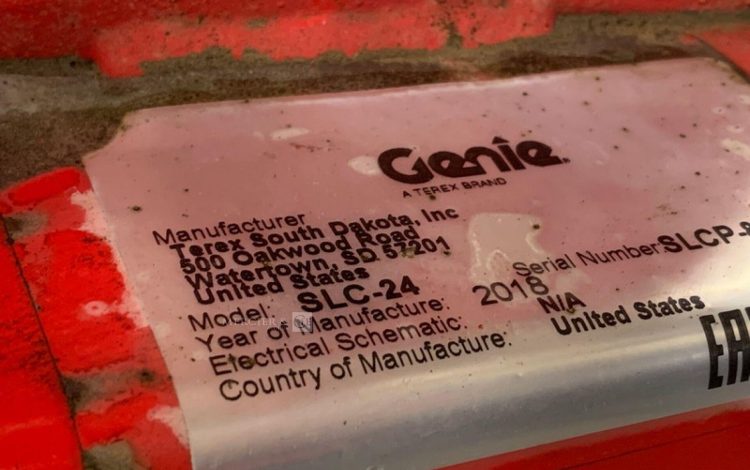 Genie
A TEREX BRAND
Manufacturer
Terex South Dakota, Inc
500 Oakwood Road
Watertown, SD 57201
United States
Model: SLC-24 Serial Number: SLCP-
Year of Manufacture: 2018
Electrical Schematic: N/A
Country of Manufacture: United States